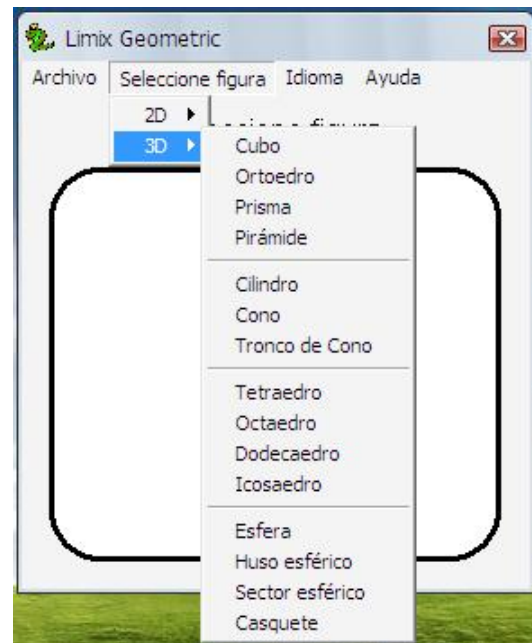 Limix Geometric
Archivo Seleccione figura Idioma Ayuda
2D
3D
Cubo
Ortoedro
Prisma
Pirámide
Cilindro
Cono
Tronco de Cono
Tetraedro
Octaedro
Dodecaedro
Icosaedro
Esfera
Huso esférico
Sector esférico
Casquete